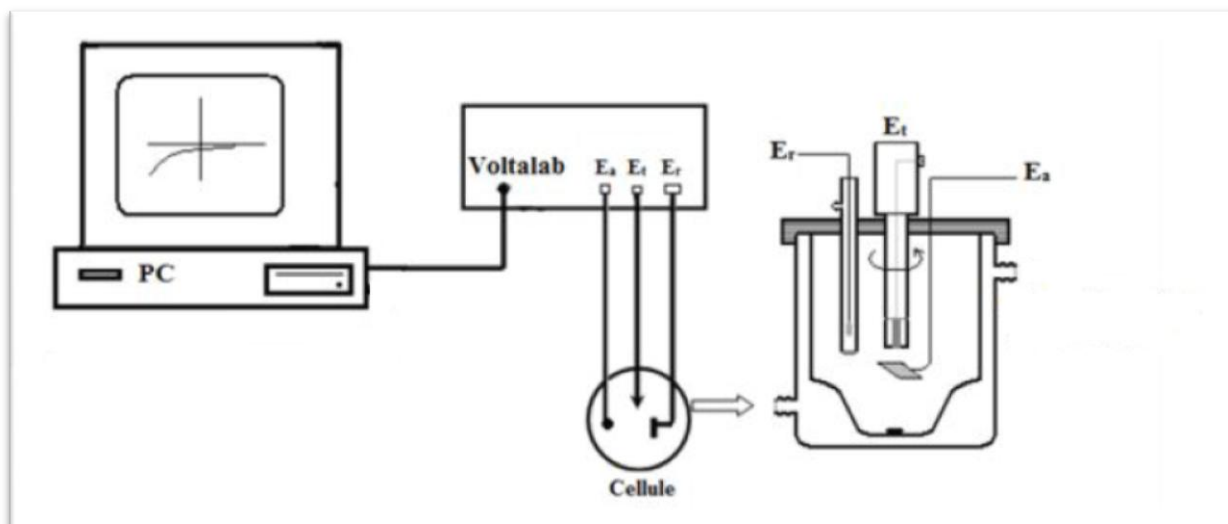 PC
Voltalab
Eₐ Eₜ Eᵣ
Cellule
Eᵣ
Eₜ
Eₐ